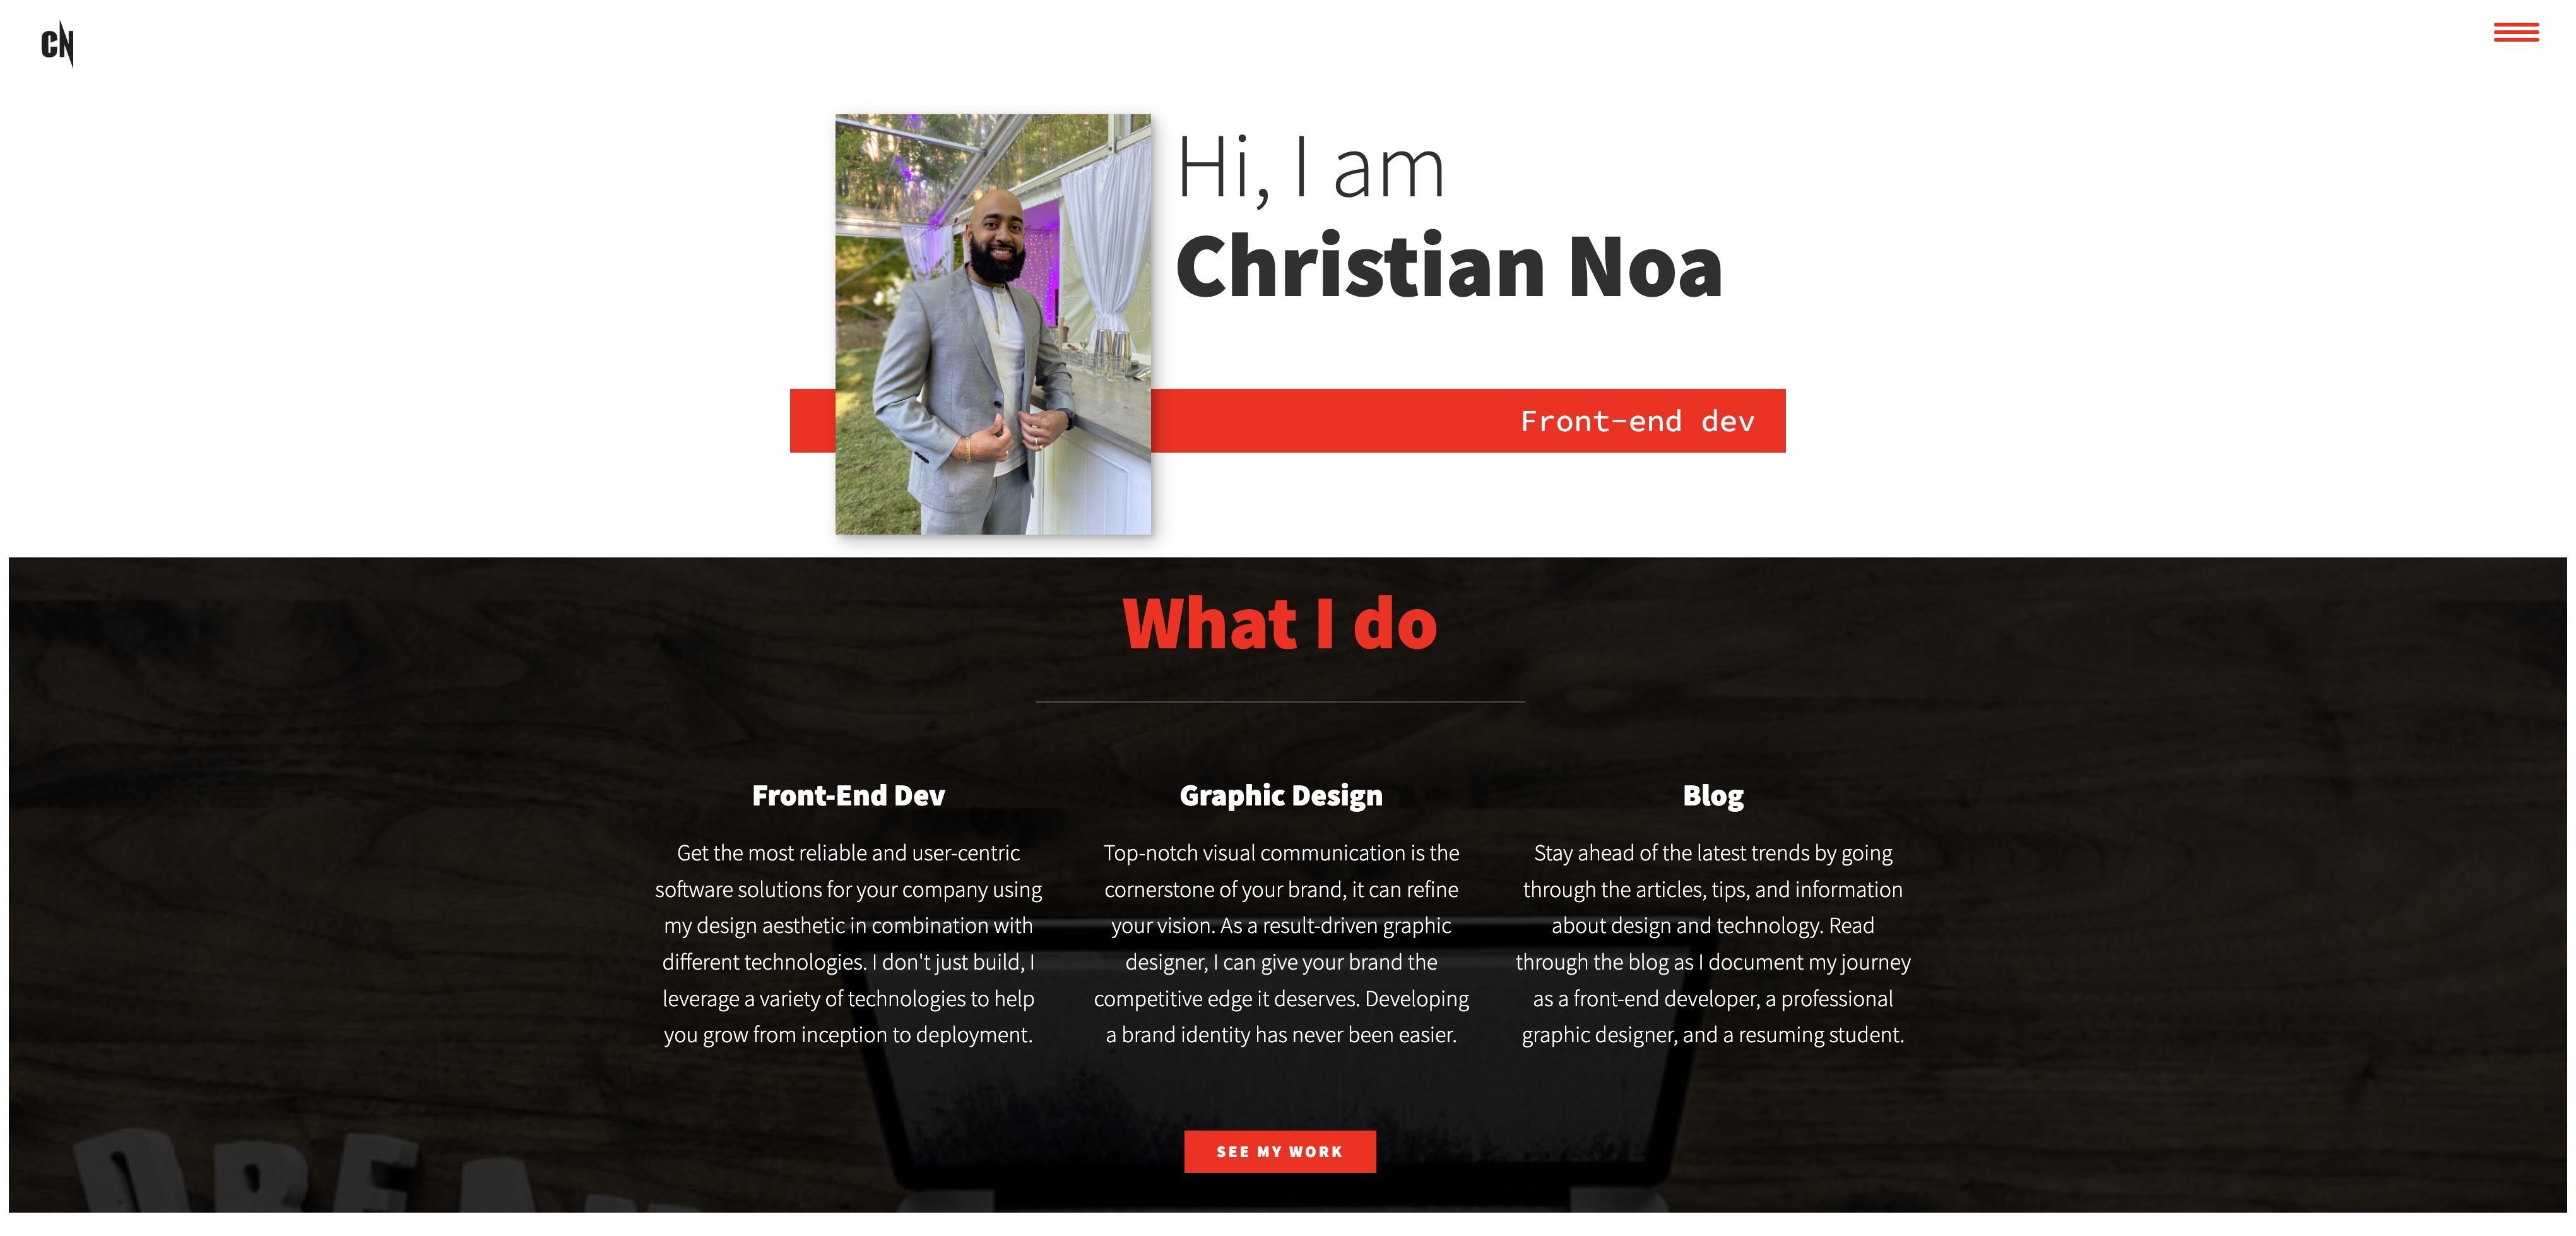 CN
Hi, I am
Christian Noa
Front-end dev
What I do
Front-End Dev
Get the most reliable and user-centric
software solutions for your company using
my design aesthetic in combination with
different technologies. I don't just build, I
leverage a variety of technologies to help
you grow from inception to deployment.
Graphic Design
Top-notch visual communication is the
cornerstone of your brand, it can refine
your vision. As a result-driven graphic
designer, I can give your brand the
competitive edge it deserves. Developing
a brand identity has never been easier.
Blog
Stay ahead of the latest trends by going
through the articles, tips, and information
about design and technology. Read
through the blog as I document my journey
as a front-end developer, a professional
graphic designer, and a resuming student.
SEE MY WORK